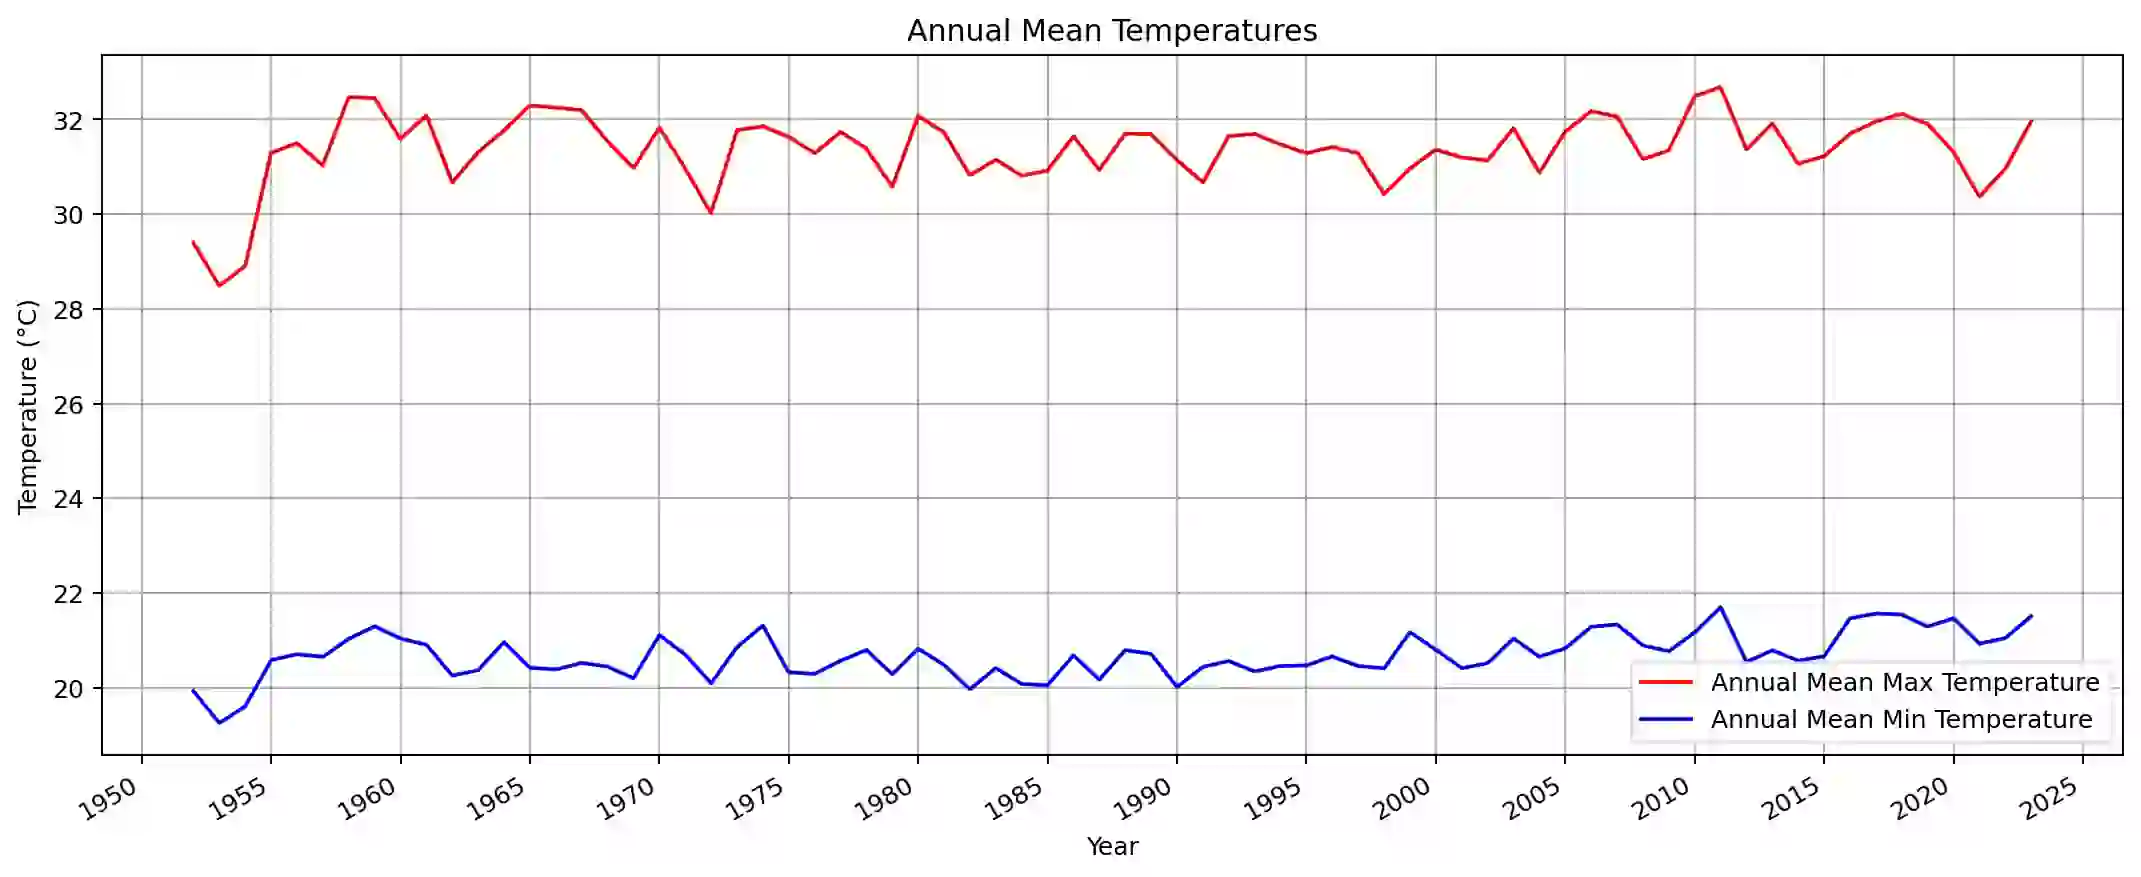 Annual Mean Temperatures
32
30
28
26
24
22
20
Temperature (°C)
Annual Mean Max Temperature
Annual Mean Min Temperature
1950 1955 1960 1965 1970 1975 1980 1985 1990 1995 2000 2005 2010 2015 2020 2025
Year